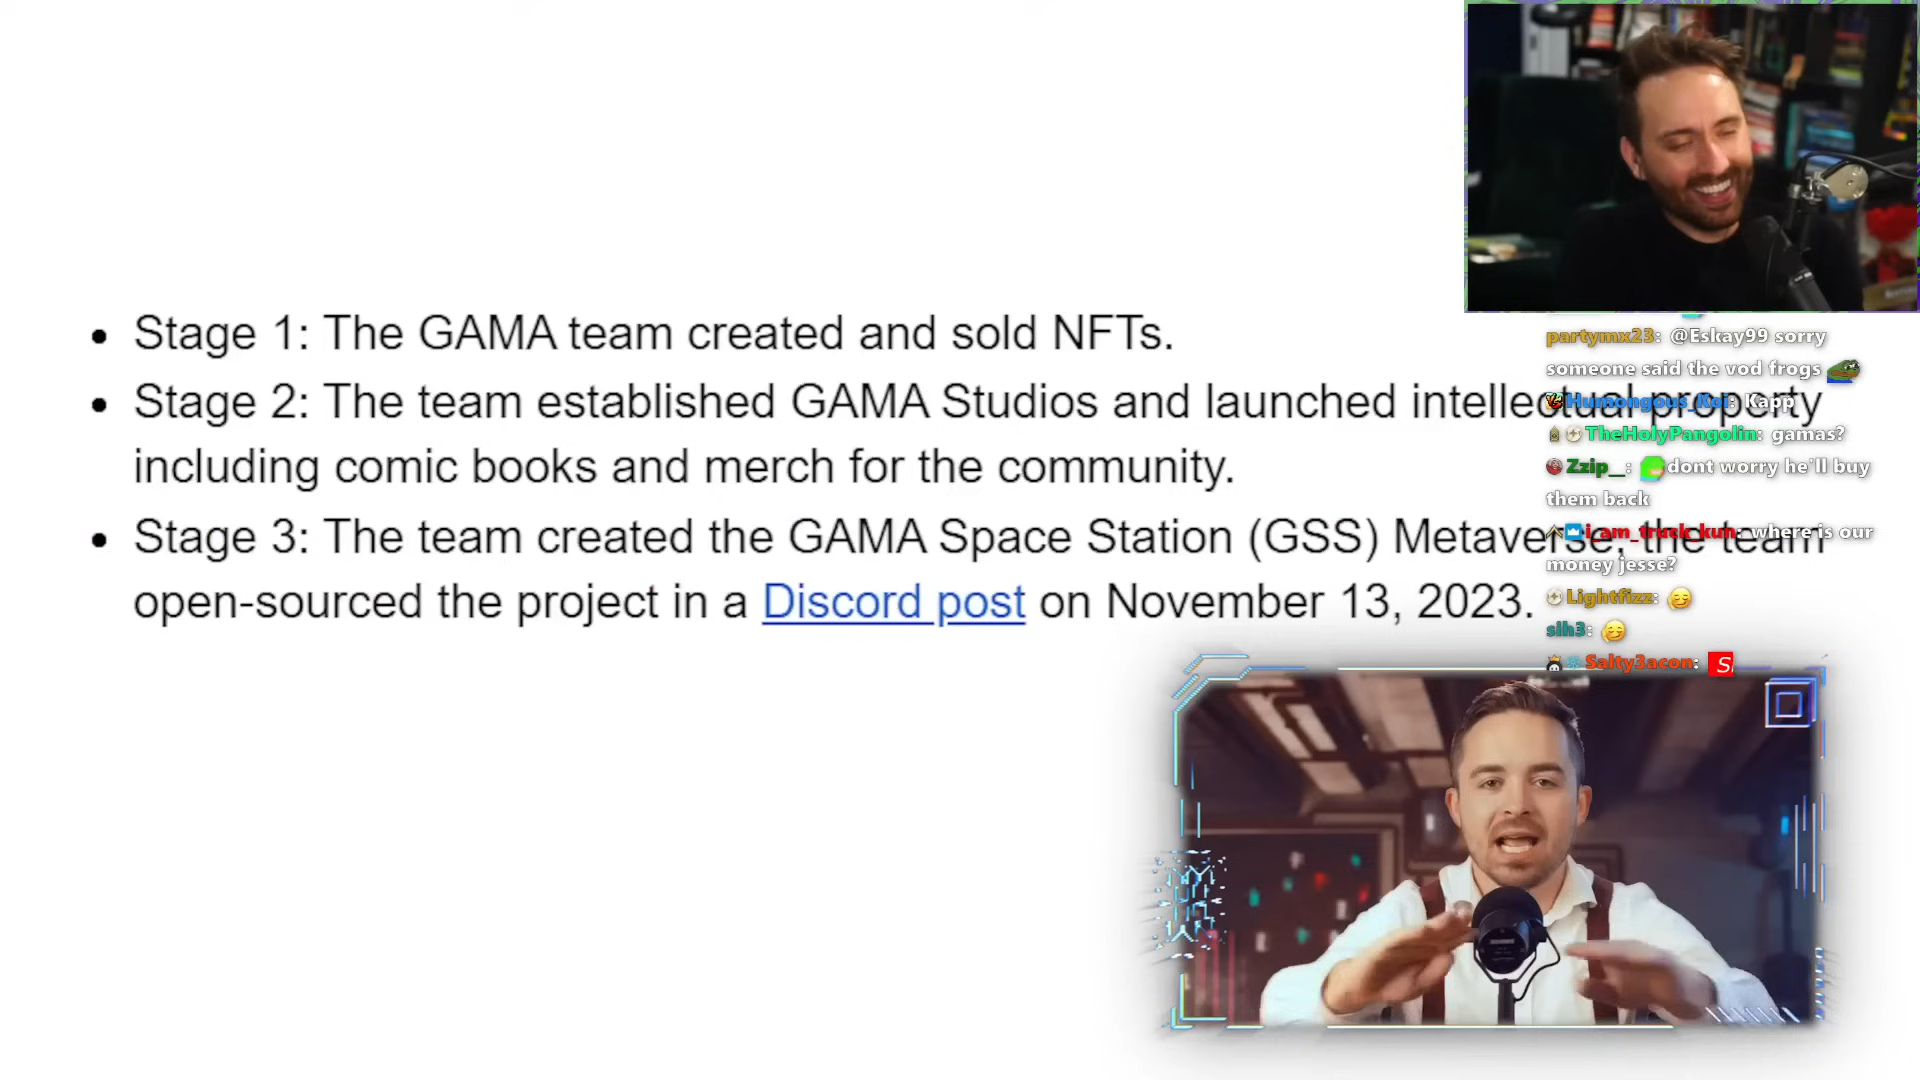 Stage 1: The GAMA team created and sold NFTs.
Stage 2: The team established GAMA Studios and launched intellectual property
including comic books and merch for the community.
Stage 3: The team created the GAMA Space Station (GSS) Metaverse, the team
open-sourced the project in a Discord post on November 13, 2023.
partymx23: @Eskay99 sorry
someone said the vod frogs
Humongous_Koi: Kapp
TheHolyPangolin: gamas?
Zzip__: dont worry he'll buy
them back
i_am_truck_kun: where is our
money jesse?
Lightfizz:
sih3:
Salty3acon: S